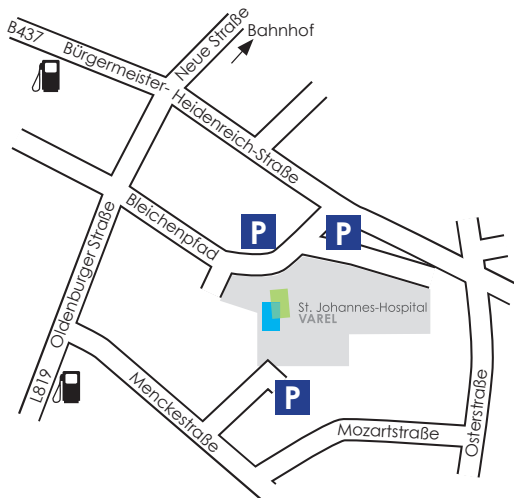 B437
Bürgermeister-
Heidenreich-Straße
Neue Straße
Bahnhof
Bleichenpfad
P
P
Oldenburger Straße
St. Johannes-Hospital
VAREL
L819
Menckestraße
P
Mozartstraße
Osterstraße